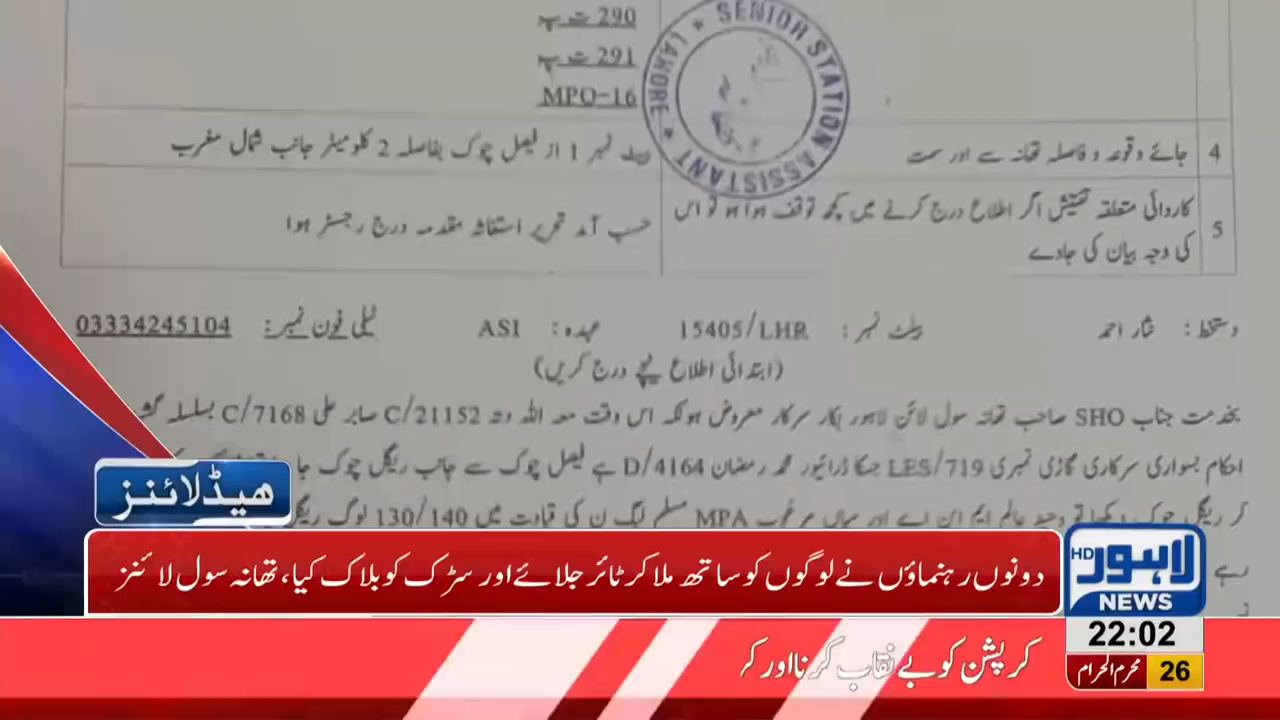 290 ت پ
291 ت پ
MPO-16
SENIOR STATION ASSISTANT
★ LAHORE ★
4 جائے وقوعہ و فاصلہ تھانہ سے اور سمت
بیٹ نمبر 1 از فیصل چوک بفاصلہ 2 کلومیٹر جانب شمال مغرب
5 کاروائی متعلقہ تفتیش اگر اطلاع درج کرنے میں کچھ توقف ہوا ہو تو اس
کی وجہ بیان کی جاوے
حسب آمد تحریر استغاثہ مقدمہ درج رجسٹر ہوا
دستخط: نثار احمد بیلٹ نمبر: 15405/LHR عہدہ: ASI ٹیلی فون نمبر: 03334245104
(ابتدائی اطلاع نیچے درج کریں)
بخدمت جناب SHO صاحب تھانہ سول لائن لاہور بکار سرکار معروض ہوںکہ اس وقت معہ اللہ دتہ 21152/C صابر علی 7168/C بسلسلہ
احکام بسواری سرکاری گاڑی نمبری LES/719 جسکا ڈرائیور محمد رمضان 4164/D ہے فیصل چوک سے جانب ریگل چوک
کر ریگل چوک دیکھا تو وحید عالم ایم این اے اور میاں مرغوب MPA مسلم لیگ ن کی قیادت میں 130/140 لوگ
رہے
ہیڈلائنز
دونوں رہنماؤں نے لوگوں کو ساتھ ملا کر ٹائر جلائے اور سڑک کو بلاک کیا، تھانہ سول لائنز
لاہور HD
NEWS
22:02
کرپشن کو بے نقاب کرنا اور
26 محرم الحرام